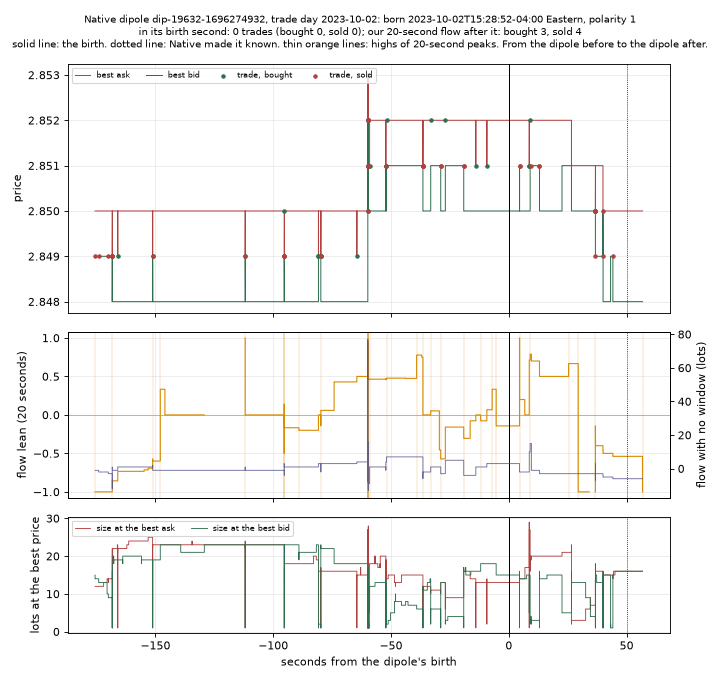 Native dipole dip-19632-1696274932, trade day 2023-10-02: born 2023-10-02T15:28:52-04:00 Eastern, polarity 1
in its birth second: 0 trades (bought 0, sold 0); our 20-second flow after it: bought 3, sold 4
solid line: the birth. dotted line: Native made it known. thin orange lines: highs of 20-second peaks. From the dipole before to the dipole after.
best ask
best bid
trade, bought
trade, sold
2.853
2.852
2.851
2.850
2.849
2.848
price
1.0
0.5
0.0
−0.5
−1.0
flow lean (20 seconds)
80
60
40
20
0
flow with no window (lots)
size at the best ask
size at the best bid
30
20
10
0
lots at the best price
−150
−100
−50
0
50
seconds from the dipole's birth